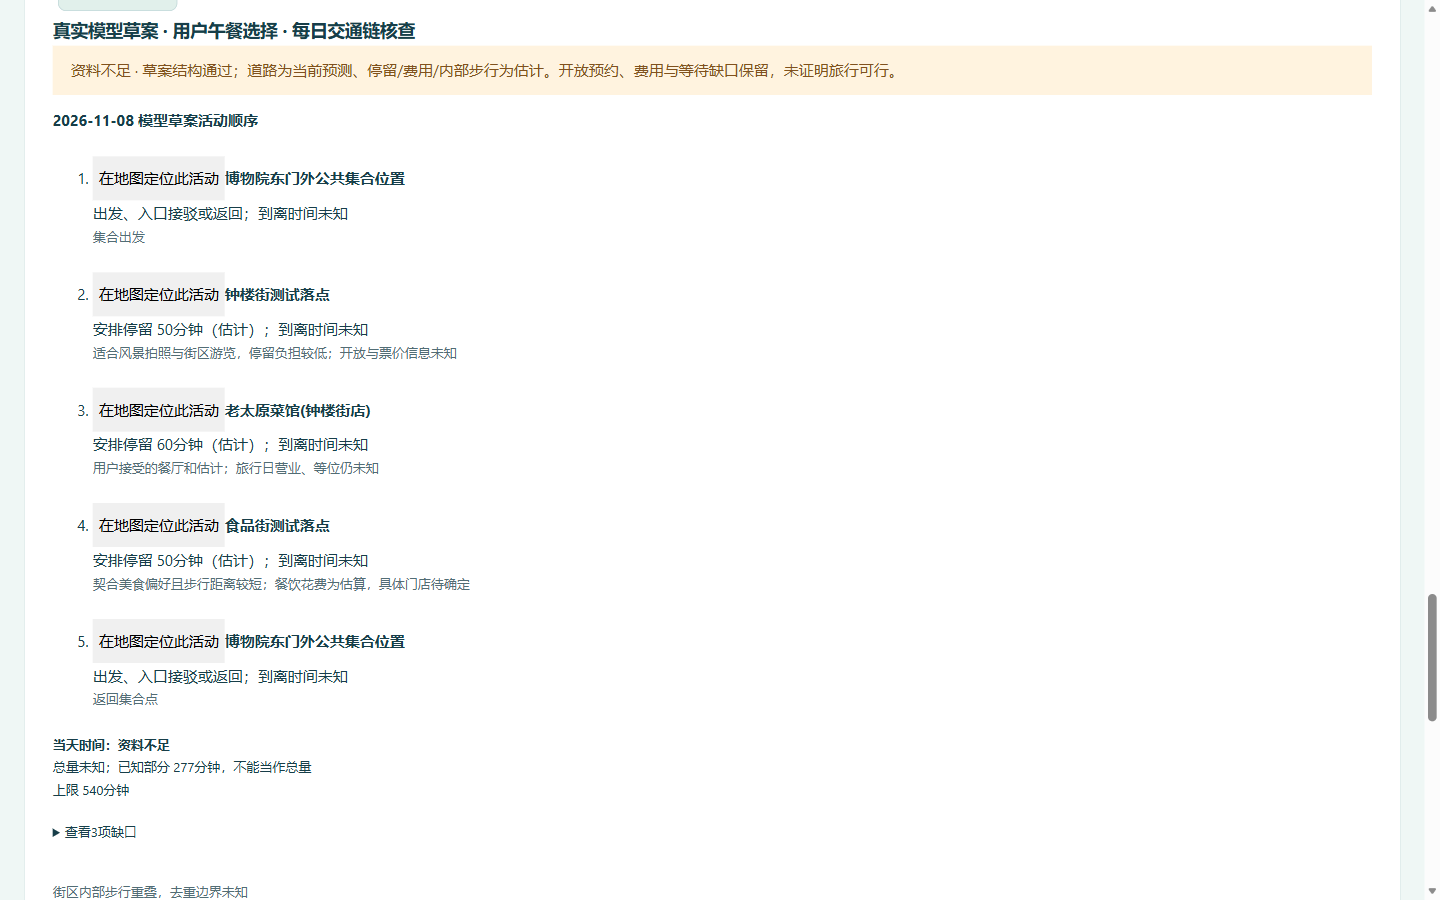 真实模型草案 · 用户午餐选择 · 每日交通链核查
资料不足 · 草案结构通过；道路为当前预测、停留/费用/内部步行为估计。开放预约、费用与等待缺口保留，未证明旅行可行。
2026-11-08 模型草案活动顺序
1. 在地图定位此活动 博物院东门外公共集合位置
出发、入口接驳或返回；到离时间未知
集合出发
2. 在地图定位此活动 钟楼街测试落点
安排停留 50分钟（估计）；到离时间未知
适合风景拍照与街区游览，停留负担较低；开放与票价信息未知
3. 在地图定位此活动 老太原菜馆(钟楼街店)
安排停留 60分钟（估计）；到离时间未知
用户接受的餐厅和估计；旅行日营业、等位仍未知
4. 在地图定位此活动 食品街测试落点
安排停留 50分钟（估计）；到离时间未知
契合美食偏好且步行距离较短；餐饮花费为估算，具体门店待确定
5. 在地图定位此活动 博物院东门外公共集合位置
出发、入口接驳或返回；到离时间未知
返回集合点
当天时间：资料不足
总量未知；已知部分 277分钟，不能当作总量
上限 540分钟
▶ 查看3项缺口
街区内部步行重叠，去重边界未知